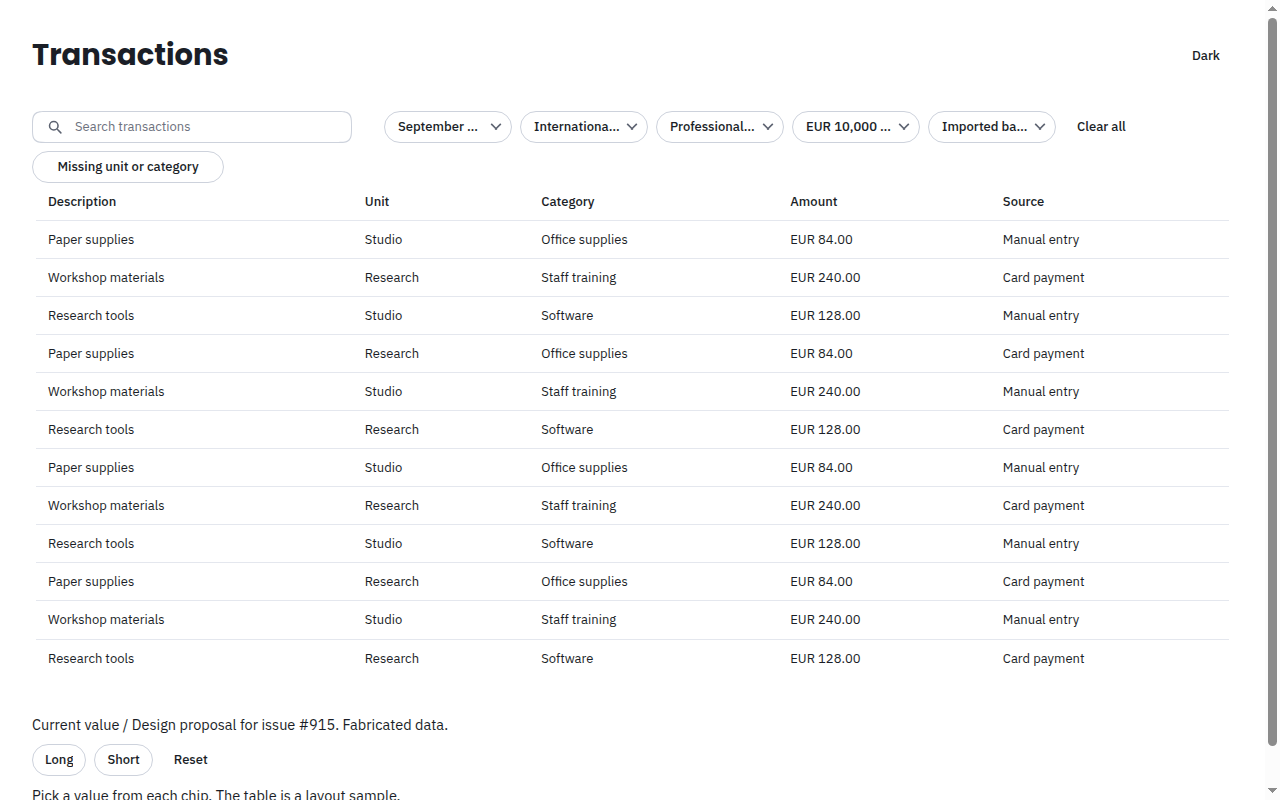 Transactions
Dark
Search transactions
September ...
Internationa...
Professional...
EUR 10,000 ...
Imported ba...
Clear all
Missing unit or category
Description Unit Category Amount Source
Paper supplies Studio Office supplies EUR 84.00 Manual entry
Workshop materials Research Staff training EUR 240.00 Card payment
Research tools Studio Software EUR 128.00 Manual entry
Paper supplies Research Office supplies EUR 84.00 Card payment
Workshop materials Studio Staff training EUR 240.00 Manual entry
Research tools Research Software EUR 128.00 Card payment
Paper supplies Studio Office supplies EUR 84.00 Manual entry
Workshop materials Research Staff training EUR 240.00 Card payment
Research tools Studio Software EUR 128.00 Manual entry
Paper supplies Research Office supplies EUR 84.00 Card payment
Workshop materials Studio Staff training EUR 240.00 Manual entry
Research tools Research Software EUR 128.00 Card payment
Current value / Design proposal for issue #915. Fabricated data.
Long Short Reset
Pick a value from each chip. The table is a layout sample.